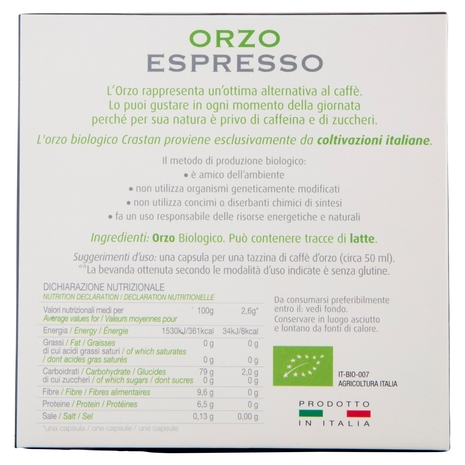 ORZO
ESPRESSO
L'Orzo rappresenta un'ottima alternativa al caffè.
Lo puoi gustare in ogni momento della giornata
perché per sua natura è privo di caffeina e di zuccheri.
L'orzo biologico Crastan proviene esclusivamente da coltivazioni italiane.
Il metodo di produzione biologico:
• è amico dell'ambiente
• non utilizza organismi geneticamente modificati
• non utilizza concimi o diserbanti chimici di sintesi
• fa un uso responsabile delle risorse energetiche e naturali
Ingredienti: Orzo Biologico. Può contenere tracce di latte.
Suggerimenti d'uso: una capsula per una tazzina di caffè d'orzo (circa 50 ml).
°°La bevanda ottenuta secondo le modalità d'uso indicate è senza glutine.
DICHIARAZIONE NUTRIZIONALE
NUTRITION DECLARATION / DÉCLARATION NUTRITIONELLE
Valori nutrizionali medi per 100g 2,6g*
Average values for / Valeurs moyennes pour
Energia / Energy / Énergie 1530kJ/361kcal 34kJ/8kcal
Grassi / Fat / Graisses 0 g 0 g
di cui acidi grassi saturi / of which saturates 0 g 0 g
/ dont acides gras saturés
Carboidrati / Carbohydrate / Glucides 79 g 2,0 g
di cui zuccheri / of which sugars / dont sucres 0 g 0 g
Fibre / Fibre / Fibres alimentaires 9,6 g
Proteine / Protein / Protéines 6,5 g 0 g
Sale / Salt / Sel 0,13 g 0,00 g
*una capsula / one capsule / one capsule
Da consumarsi preferibilmente
entro il: vedi fondo.
Conservare in luogo asciutto
e lontano da fonti di calore.
IT-BIO-007
AGRICOLTURA ITALIA
PRODOTTO
IN ITALIA